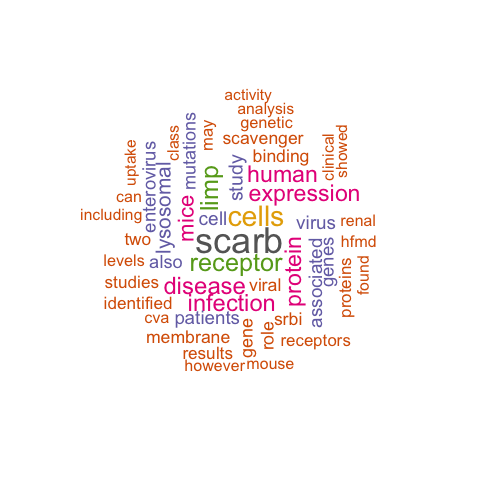 activity
analysis
genetic
scavenger
binding
class
may
mutations
uptake
enterovirus
lysosomal
limp
study
human
expression
clinical
showed
can
including
mice
cell
cells
virus
renal
two
scarb
hfmd
levels
also
receptor
protein
associated
genes
proteins
found
studies
disease
viral
identified
infection
cva
patients
gene
role
srbi
membrane
receptors
results
however
mouse